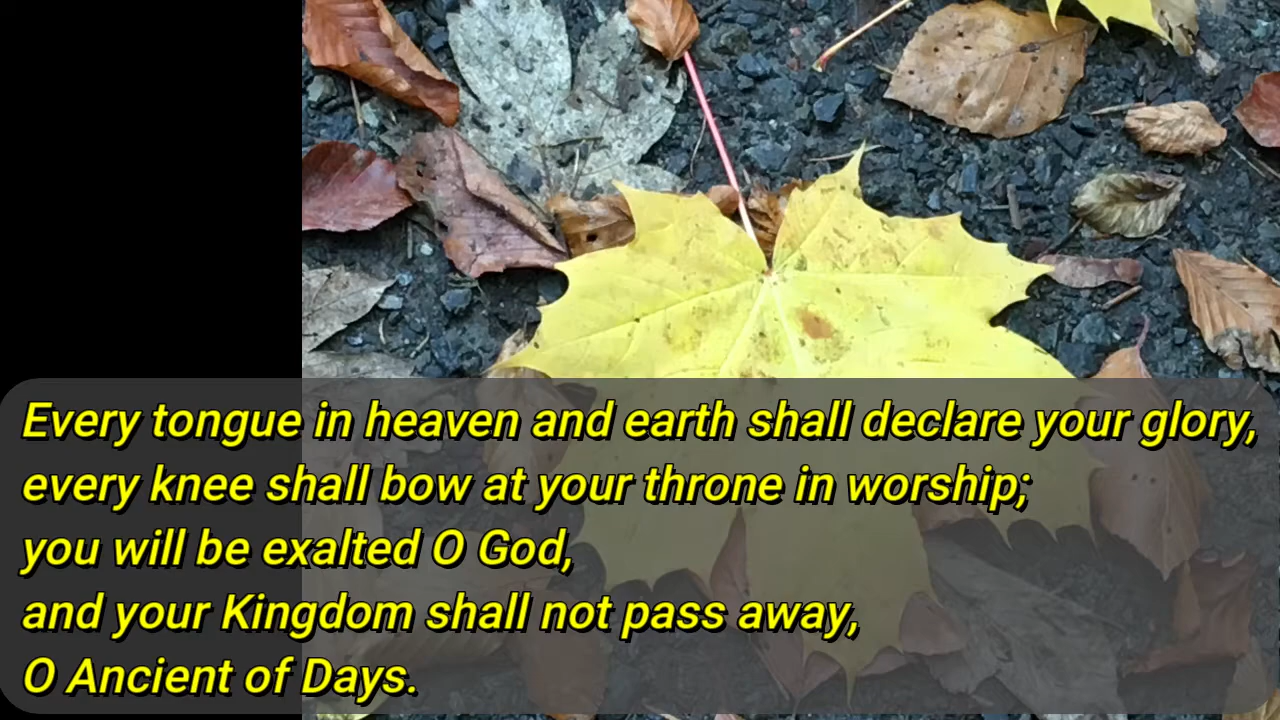 Every tongue in heaven and earth shall declare your glory,
every knee shall bow at your throne in worship;
you will be exalted O God,
and your Kingdom shall not pass away,
O Ancient of Days.